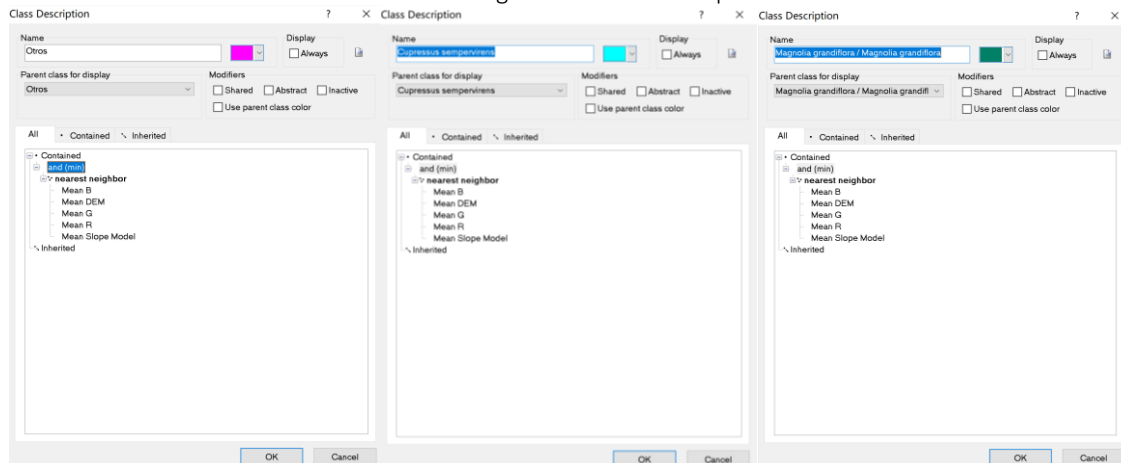 Class Description ? ×
Name
Otros
Display
Always
Parent class for display
Otros
Modifiers
Shared Abstract Inactive
Use parent class color
All Contained Inherited
Contained
and (min)
nearest neighbor
Mean B
Mean DEM
Mean G
Mean R
Mean Slope Model
Inherited
OK Cancel
Class Description ? ×
Name
Cupressus sempervirens
Display
Always
Parent class for display
Cupressus sempervirens
Modifiers
Shared Abstract Inactive
Use parent class color
All Contained Inherited
Contained
and (min)
nearest neighbor
Mean B
Mean DEM
Mean G
Mean R
Mean Slope Model
Inherited
OK Cancel
Class Description ? ×
Name
Magnolia grandiflora / Magnolia grandiflora
Display
Always
Parent class for display
Magnolia grandiflora / Magnolia grandifl
Modifiers
Shared Abstract Inactive
Use parent class color
All Contained Inherited
Contained
and (min)
nearest neighbor
Mean B
Mean DEM
Mean G
Mean R
Mean Slope Model
Inherited
OK Cancel